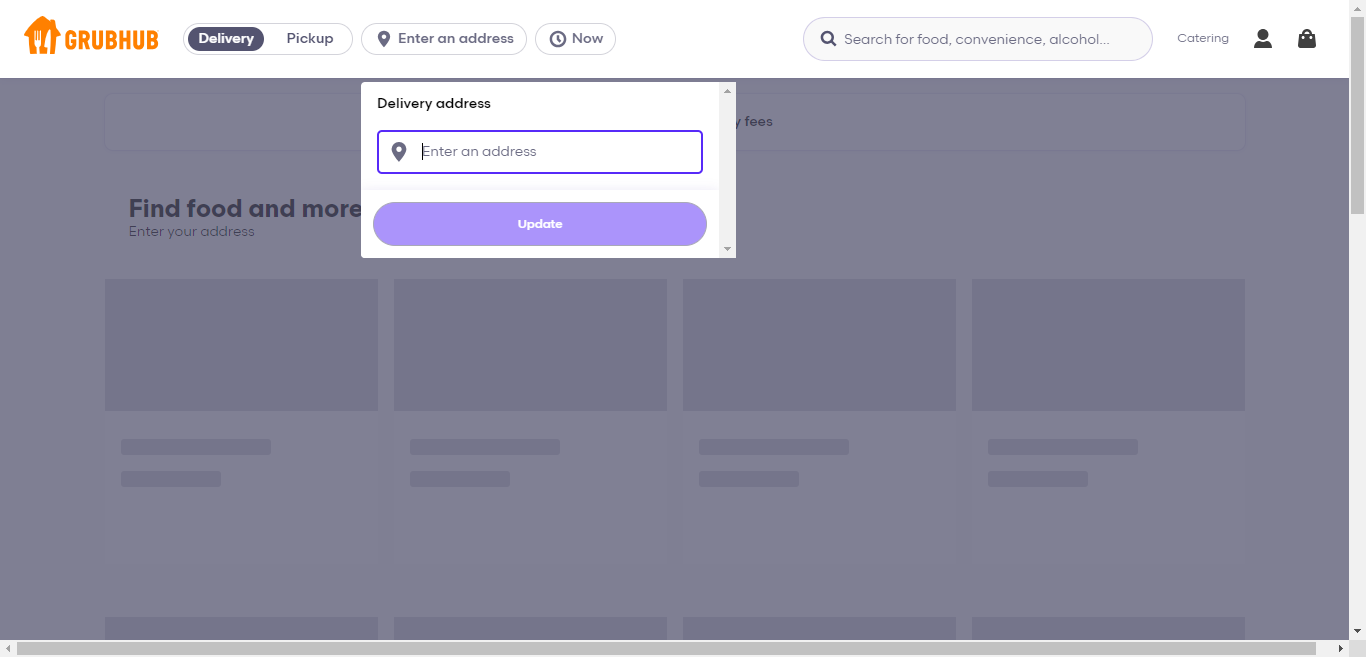 GRUBHUB
Delivery
Pickup
Enter an address
Now
Search for food, convenience, alcohol...
Catering
Delivery address
Enter an address
Update
fees
Find food and more
Enter your address